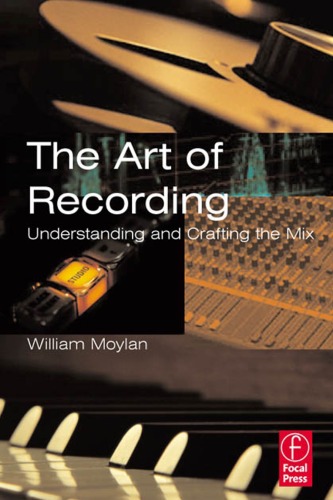 The Art of
Recording
Understanding and Crafting the Mix
STUDIO
William Moylan
f
Focal
Press